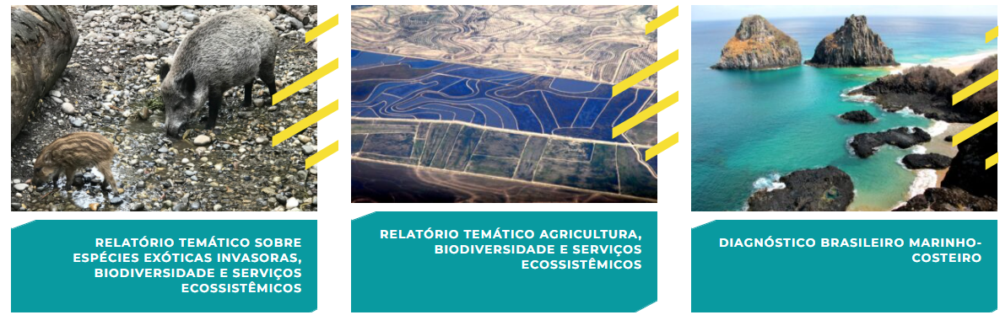 RELATÓRIO TEMÁTICO SOBRE
ESPÉCIES EXÓTICAS INVASORAS,
BIODIVERSIDADE E SERVIÇOS
ECOSSISTÊMICOS
RELATÓRIO TEMÁTICO AGRICULTURA,
BIODIVERSIDADE E SERVIÇOS
ECOSSISTÊMICOS
DIAGNÓSTICO BRASILEIRO MARINHO-
COSTEIRO